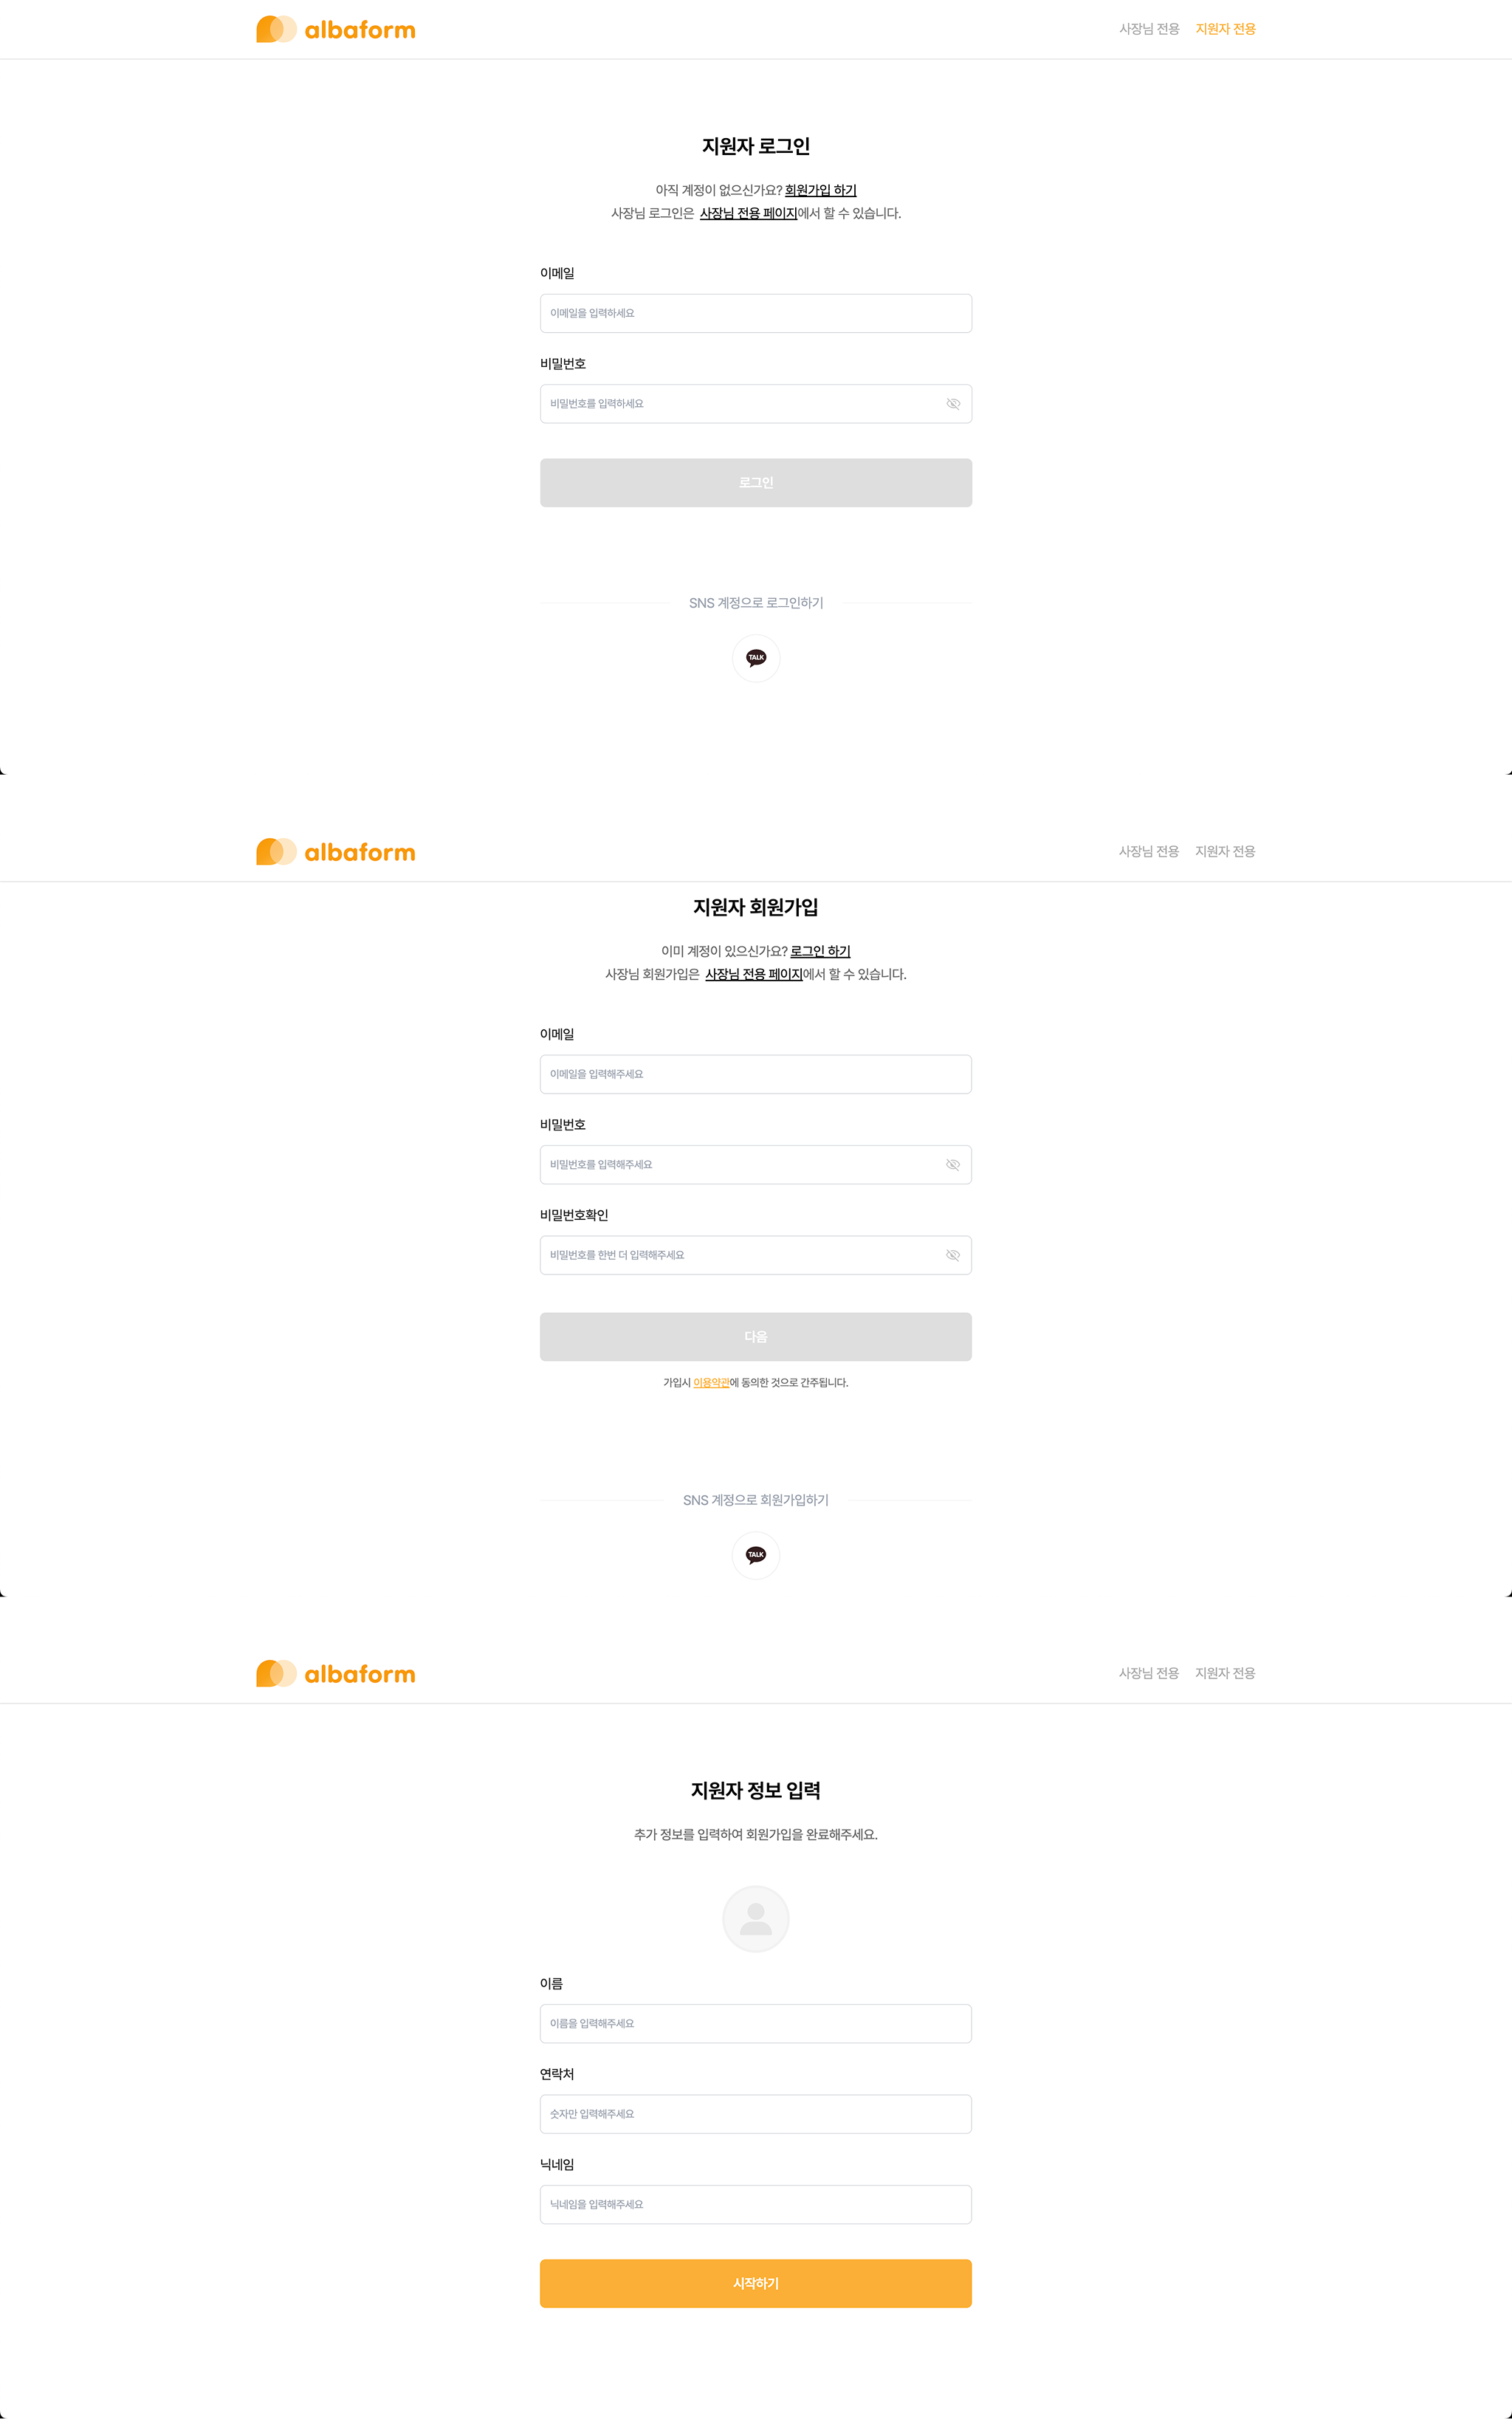 albaform
사장님 전용 지원자 전용
지원자 로그인
아직 계정이 없으신가요? 회원가입 하기
사장님 로그인은 사장님 전용 페이지에서 할 수 있습니다.
이메일
이메일을 입력하세요
비밀번호
비밀번호를 입력하세요
로그인
SNS 계정으로 로그인하기
TALK
albaform
사장님 전용 지원자 전용
지원자 회원가입
이미 계정이 있으신가요? 로그인 하기
사장님 회원가입은 사장님 전용 페이지에서 할 수 있습니다.
이메일
이메일을 입력해주세요
비밀번호
비밀번호를 입력해주세요
비밀번호확인
비밀번호를 한번 더 입력해주세요
다음
가입시 이용약관에 동의한 것으로 간주됩니다.
SNS 계정으로 회원가입하기
TALK
albaform
사장님 전용 지원자 전용
지원자 정보 입력
추가 정보를 입력하여 회원가입을 완료해주세요.
이름
이름을 입력해주세요
연락처
숫자만 입력해주세요
닉네임
닉네임을 입력해주세요
시작하기